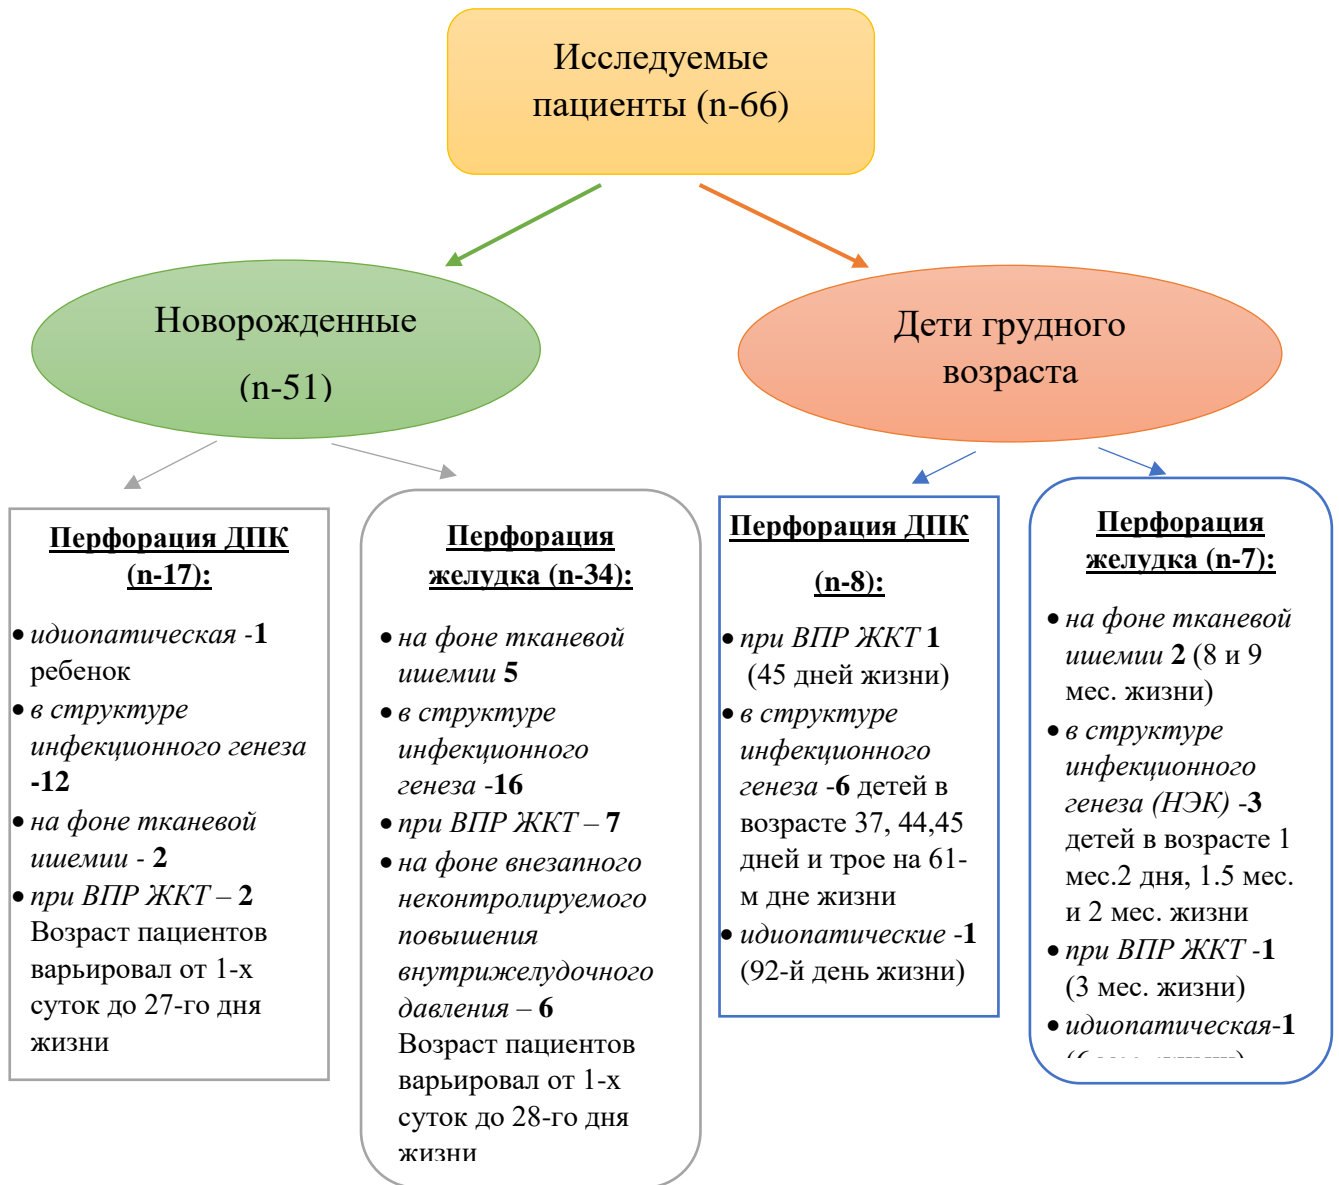 Исследуемые
пациенты (n-66)
Новорожденные
(n-51)
Дети грудного
возраста
Перфорация ДПК
(n-17):
• идиопатическая -1
ребенок
• в структуре
инфекционного генеза
-12
• на фоне тканевой
ишемии - 2
• при ВПР ЖКТ – 2
Возраст пациентов
варьировал от 1-х
суток до 27-го дня
жизни
Перфорация
желудка (n-34):
• на фоне тканевой
ишемии 5
• в структуре
инфекционного
генеза -16
• при ВПР ЖКТ – 7
• на фоне внезапного
неконтролируемого
повышения
внутрижелудочного
давления – 6
Возраст пациентов
варьировал от 1-х
суток до 28-го дня
жизни
Перфорация ДПК
(n-8):
• при ВПР ЖКТ 1
(45 дней жизни)
• в структуре
инфекционного
генеза -6 детей в
возрасте 37, 44,45
дней и трое на 61-
м дне жизни
• идиопатические -1
(92-й день жизни)
Перфорация
желудка (n-7):
• на фоне тканевой
ишемии 2 (8 и 9
мес. жизни)
• в структуре
инфекционного
генеза (НЭК) -3
детей в возрасте 1
мес.2 дня, 1.5 мес.
и 2 мес. жизни
• при ВПР ЖКТ -1
(3 мес. жизни)
• идиопатическая-1